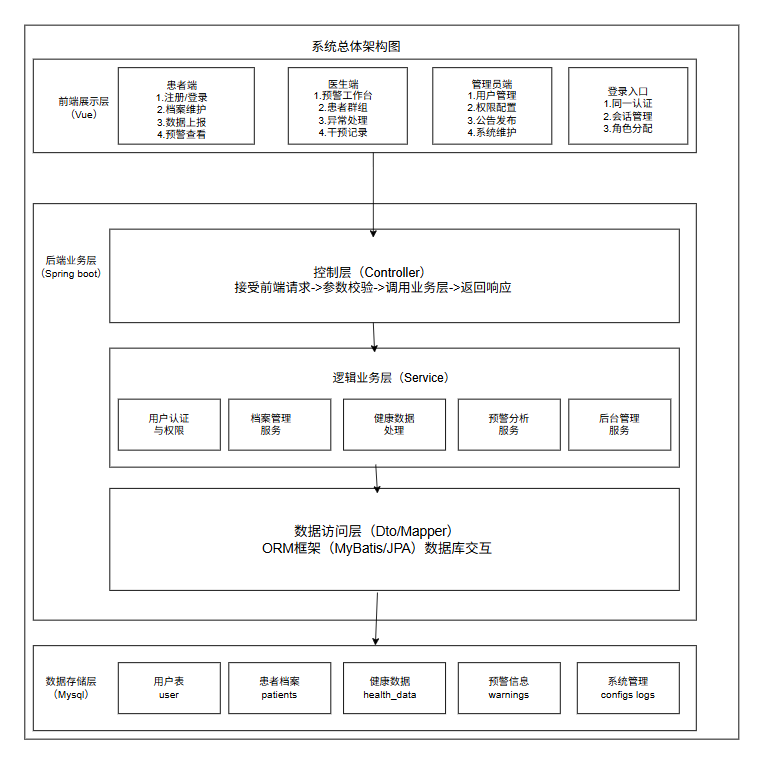 系统总体架构图
前端展示层
（Vue）
患者端
1.注册/登录
2.档案维护
3.数据上报
4.预警查看
医生端
1.预警工作台
2.患者群组
3.异常处理
4.干预记录
管理员端
1.用户管理
2.权限配置
3.公告发布
4.系统维护
登录入口
1.同一认证
2.会话管理
3.角色分配
后端业务层
（Spring boot）
控制层（Controller）
接受前端请求->参数校验->调用业务层->返回响应
逻辑业务层（Service）
用户认证
与权限
档案管理
服务
健康数据
处理
预警分析
服务
后台管理
服务
数据访问层（Dto/Mapper）
ORM框架（MyBatis/JPA）数据库交互
数据存储层
（Mysql）
用户表
user
患者档案
patients
健康数据
health_data
预警信息
warnings
系统管理
configs logs